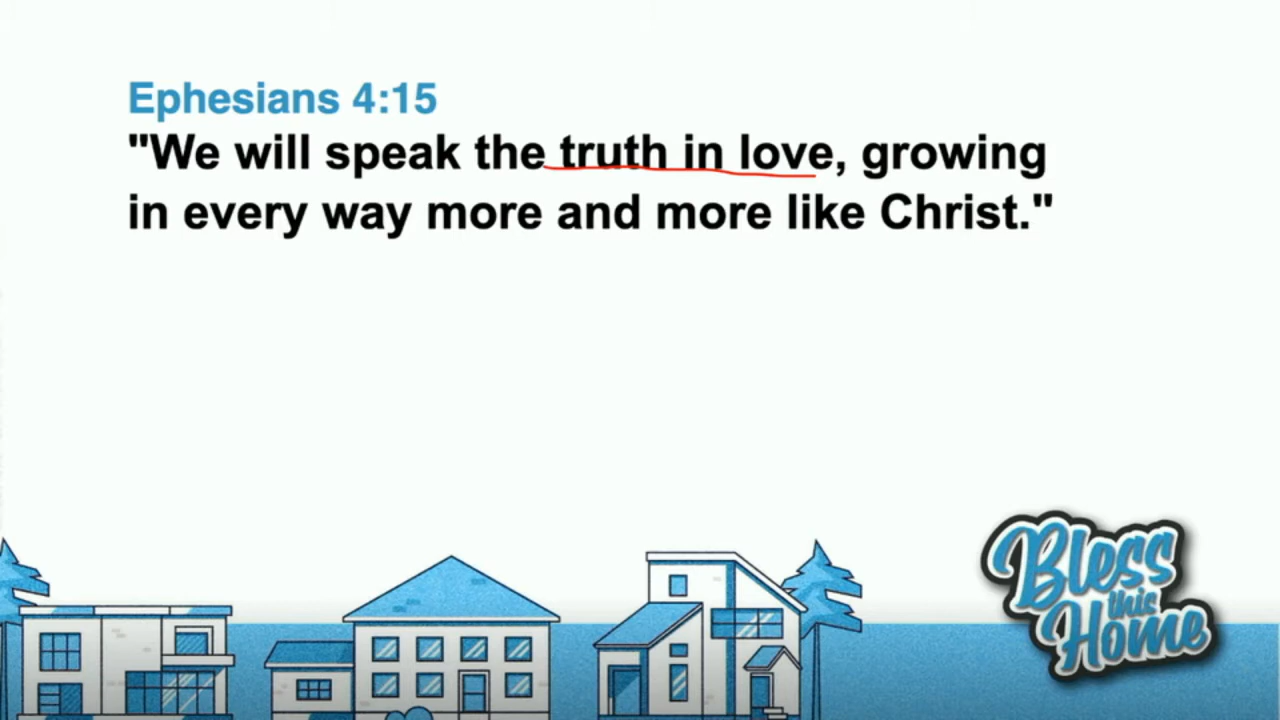 Ephesians 4:15
"We will speak the truth in love, growing
in every way more and more like Christ."
Bless
this
Home